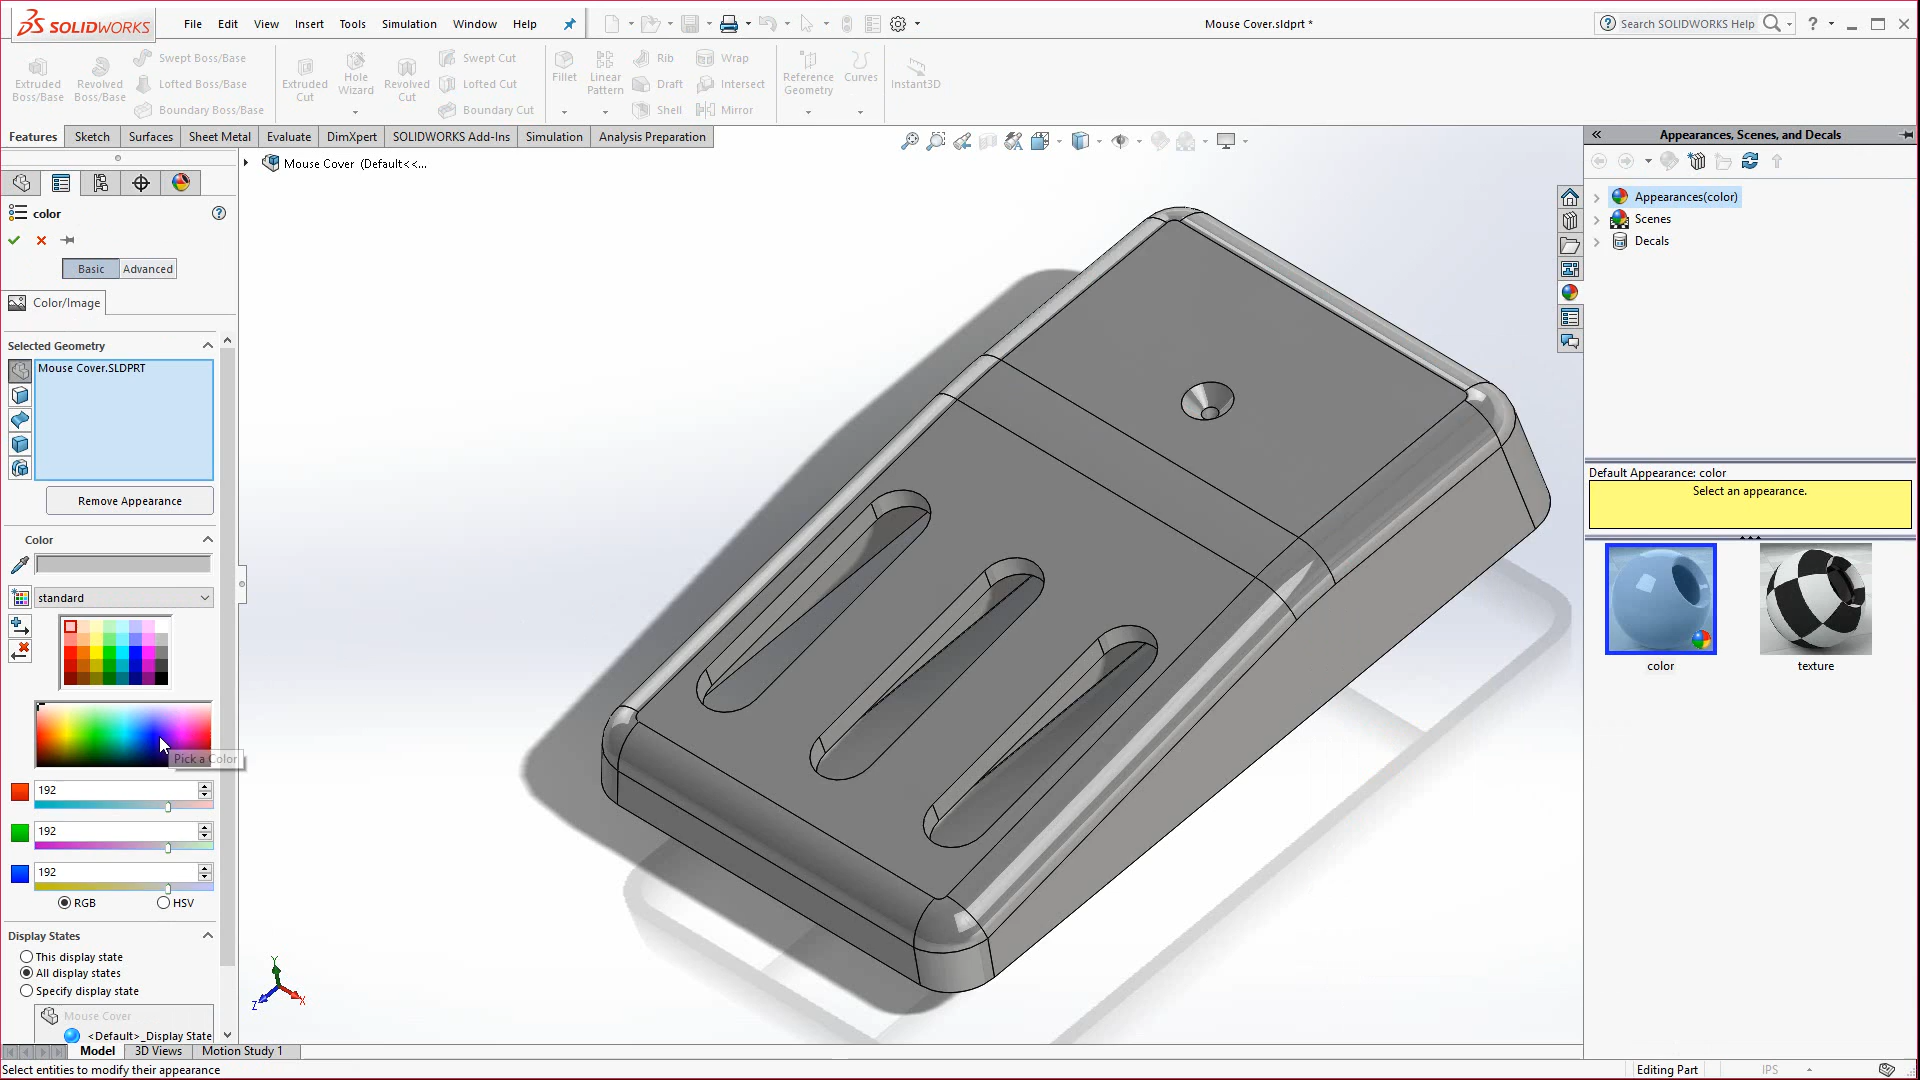 SOLIDWORKS
File Edit View Insert Tools Simulation Window Help
Mouse Cover.sldprt *
Search SOLIDWORKS Help
Extruded Boss/Base
Revolved Boss/Base
Swept Boss/Base
Lofted Boss/Base
Boundary Boss/Base
Extruded Cut
Hole Wizard
Revolved Cut
Swept Cut
Lofted Cut
Boundary Cut
Fillet
Linear Pattern
Rib
Draft
Shell
Wrap
Intersect
Mirror
Reference Geometry
Curves
Instant3D
Features Sketch Surfaces Sheet Metal Evaluate DimXpert SOLIDWORKS Add-Ins Simulation Analysis Preparation
Mouse Cover (Default<<...
color
Basic Advanced
Color/Image
Selected Geometry
Mouse Cover.SLDPRT
Remove Appearance
Color
standard
Pick a Color
192
192
192
RGB HSV
Display States
This display state
All display states
Specify display state
Mouse Cover
<Default>_Display State
Y
Z
X
Model 3D Views Motion Study 1
Select entities to modify their appearance
Editing Part
IPS
Appearances, Scenes, and Decals
Appearances(color)
Scenes
Decals
Default Appearance: color
Select an appearance.
color
texture